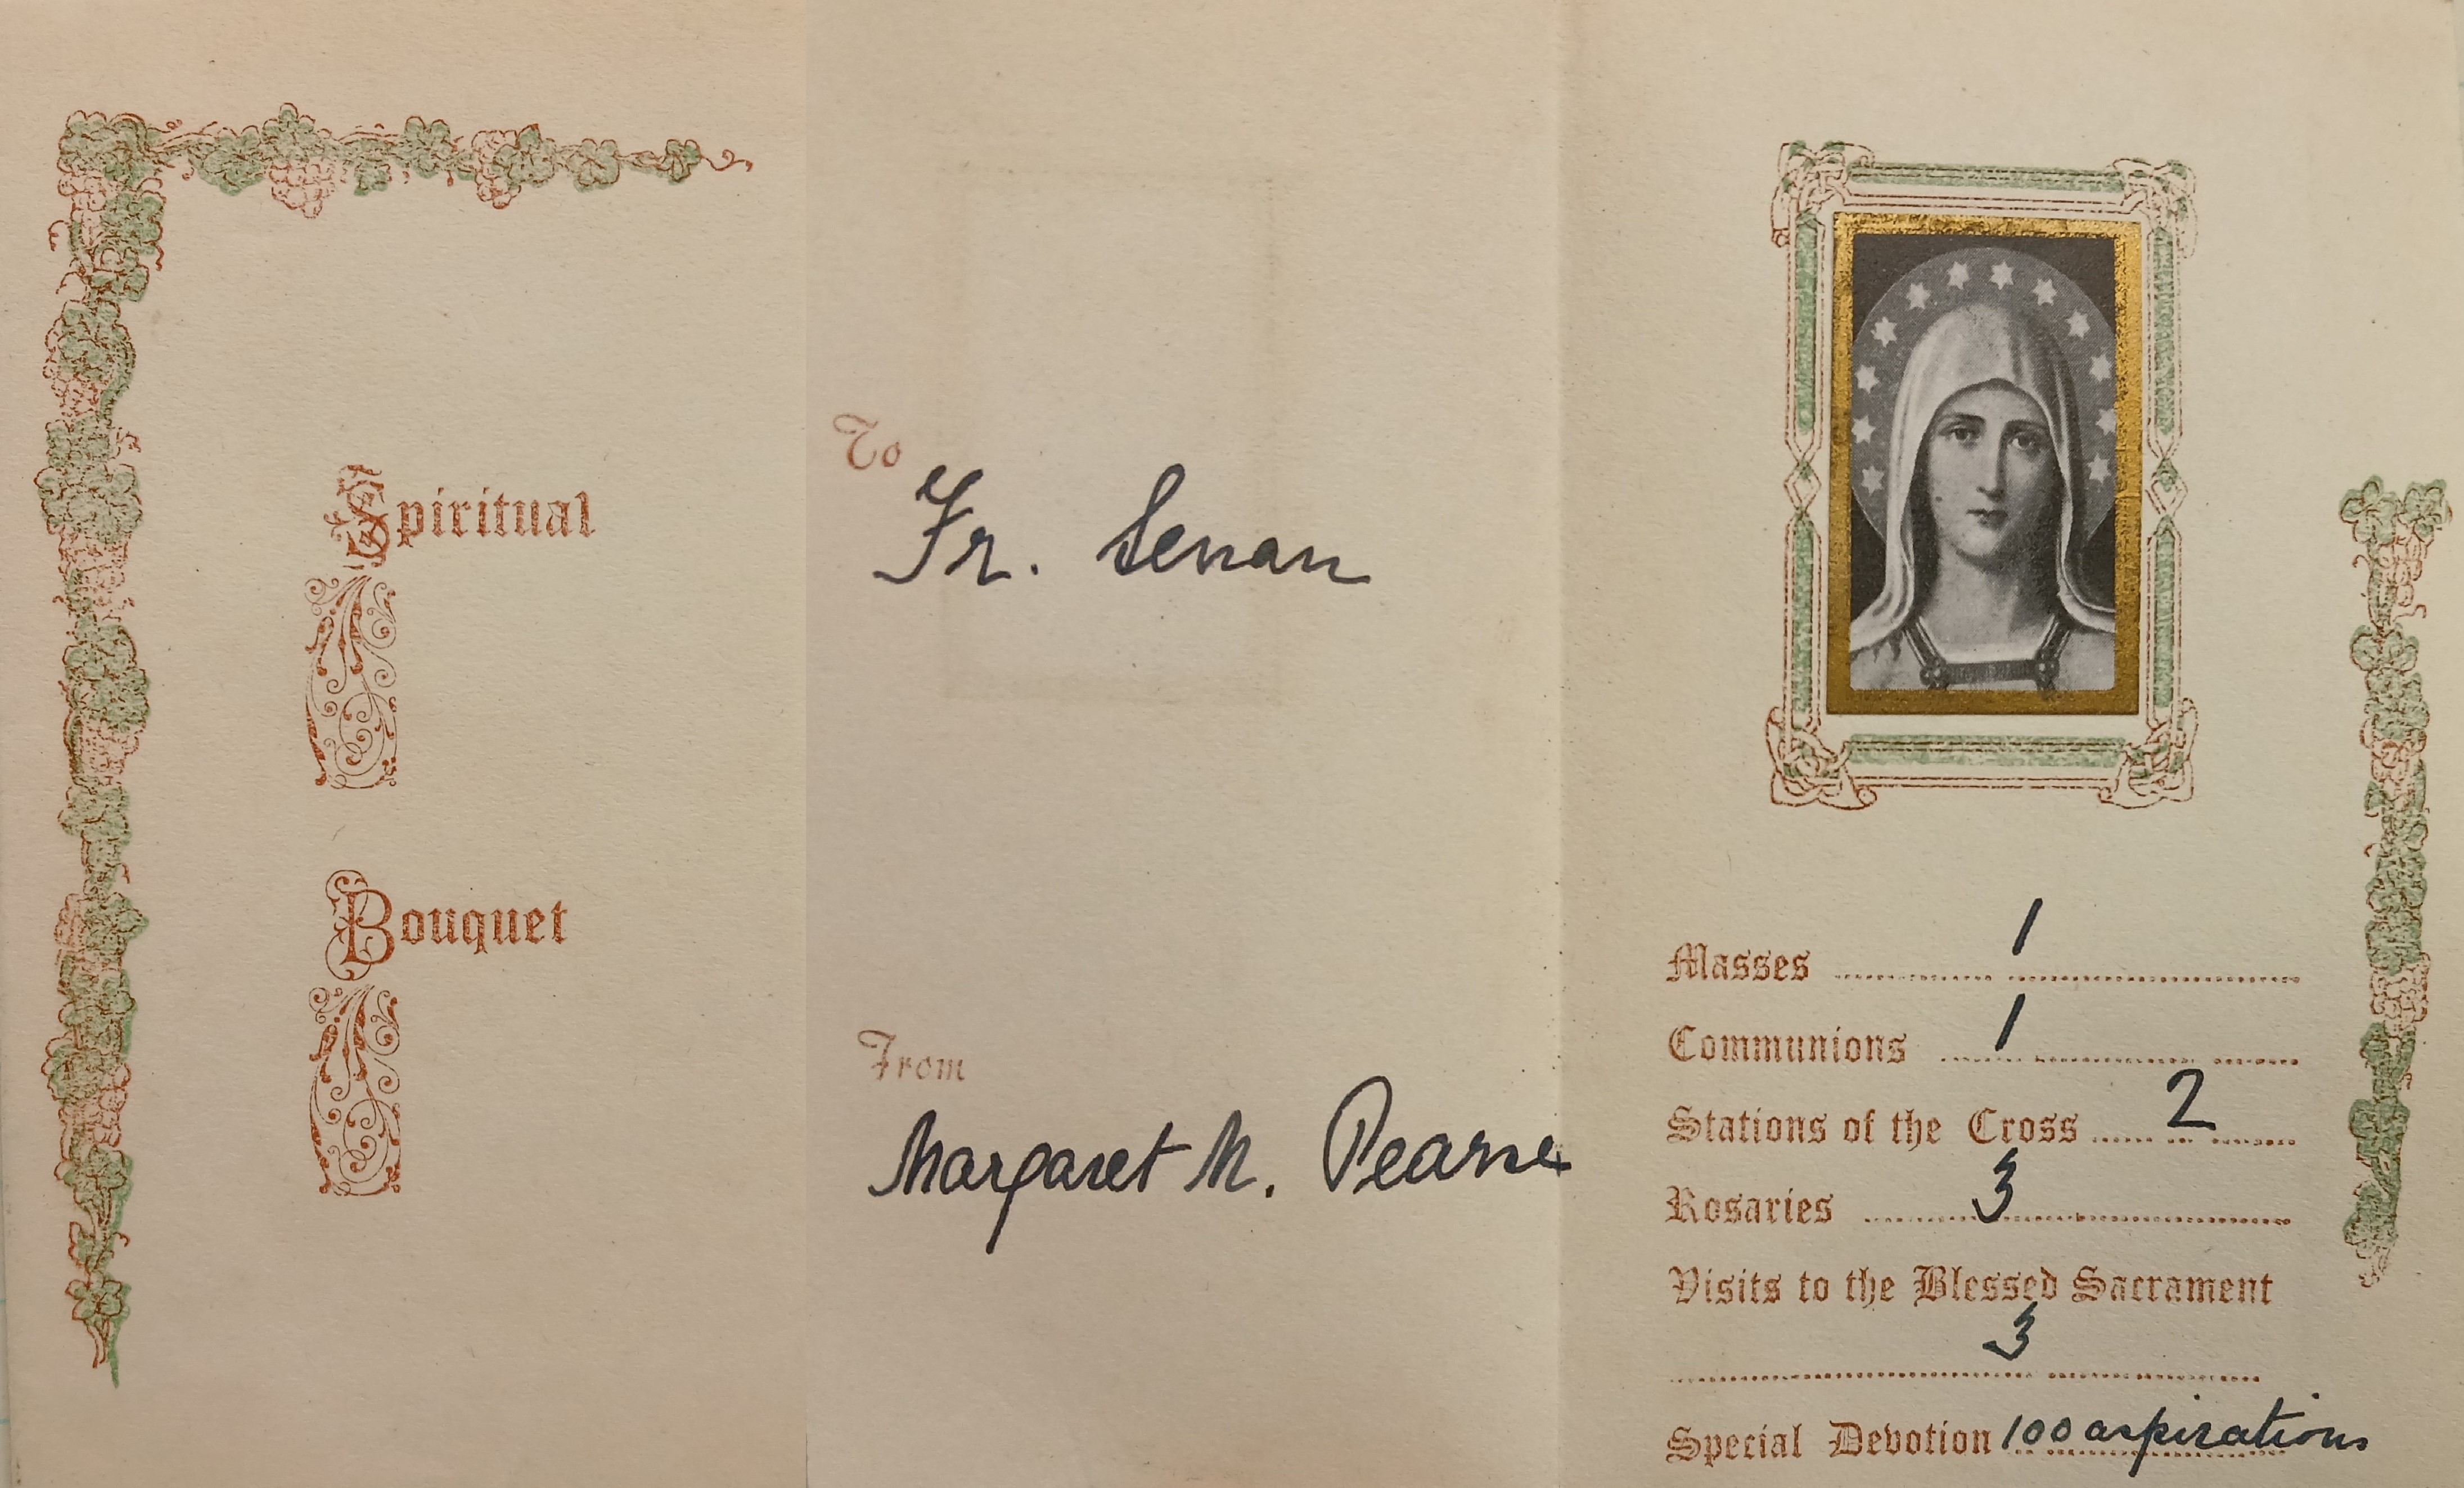 Spiritual
Bouquet
To
Fr. Senan
From
Margaret M. Pearse
Masses 1
Communions 1
Stations of the Cross 2
Rosaries 3
Visits to the Blessed Sacrament
3
Special Devotion 100 aspirations